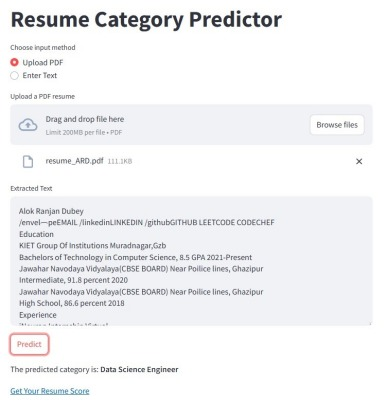 Resume Category Predictor
Choose input method
Upload PDF
Enter Text
Upload a PDF resume
Drag and drop file here
Limit 200MB per file • PDF
Browse files
resume_ARD.pdf 111.1KB
Extracted Text
Alok Ranjan Dubey
/envel—peEMAIL /linkedinLINKEDIN /githubGITHUB LEETCODE CODECHEF
Education
KIET Group Of Institutions Muradnagar,Gzb
Bachelors of Technology in Computer Science, 8.5 GPA 2021-Present
Jawahar Navodaya Vidyalaya(CBSE BOARD) Near Poilice lines, Ghazipur
Intermediate, 91.8 percent 2020
Jawahar Navodaya Vidyalaya(CBSE BOARD) Near Poilice lines, Ghazipur
High School, 86.6 percent 2018
Experience
Predict
The predicted category is: Data Science Engineer
Get Your Resume Score